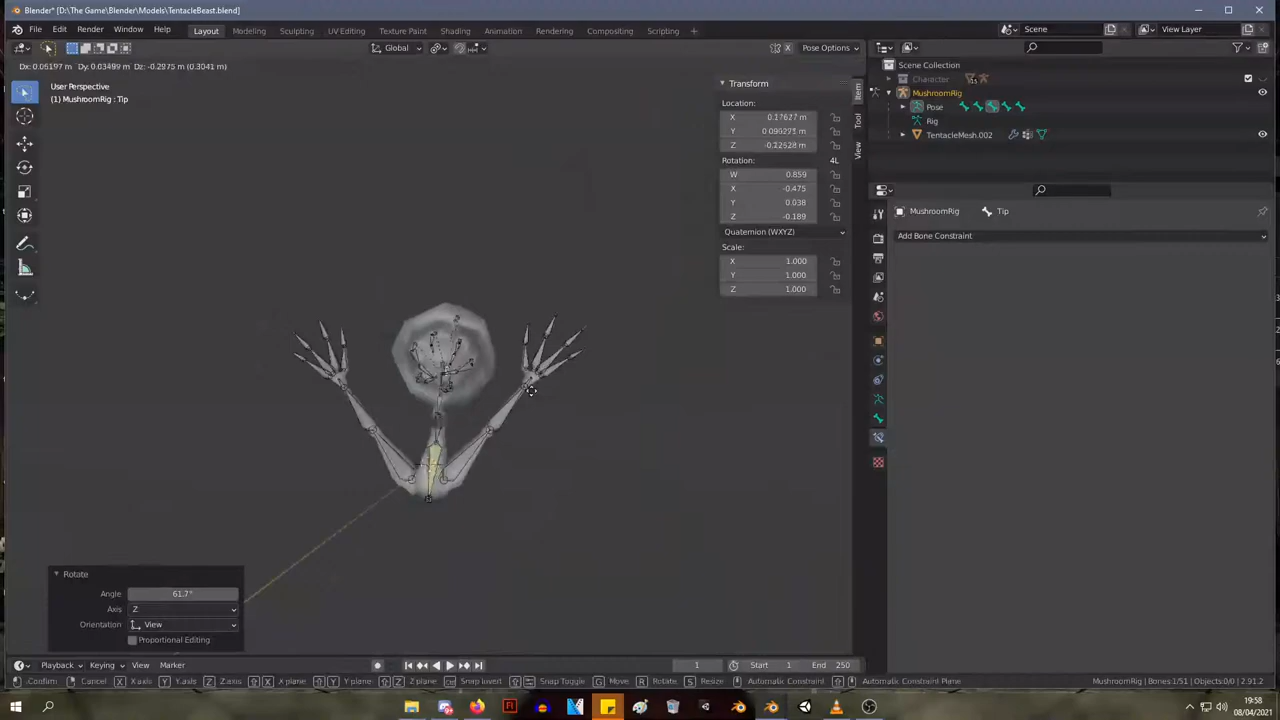 Blender* [D:\The Game\Blender\Models\TentacleBeast.blend]
File Edit Render Window Help Layout Modeling Sculpting UV Editing Texture Paint Shading Animation Rendering Compositing Scripting + Scene View Layer
Global Pose Options
Dx: 0.05197 m Dy: 0.03499 m Dz: -0.2975 m (0.3041 m)
User Perspective
(1) MushroomRig : Tip
Transform
Location:
X 0.17627 m
Y 0.099273 m
Z -0.22528 m
Rotation: 4L
W 0.859
X -0.475
Y 0.038
Z -0.189
Quaternion (WXYZ)
Scale:
X 1.000
Y 1.000
Z 1.000
Item
Tool
View
Scene Collection
Character
MushroomRig
Pose
Rig
TentacleMesh.002
MushroomRig Tip
Add Bone Constraint
Rotate
Angle 61.7°
Axis Z
Orientation View
Proportional Editing
Playback Keying View Marker 1 Start 1 End 250
Confirm Cancel X axis Y axis Z axis X plane Y plane Z plane Snap Invert Snap Toggle G Move R Rotate S Resize Automatic Constraint Automatic Constraint Plane MushroomRig | Bones:1/51 | Objects:0/0 | 2.91.2
19:58
08/04/2021